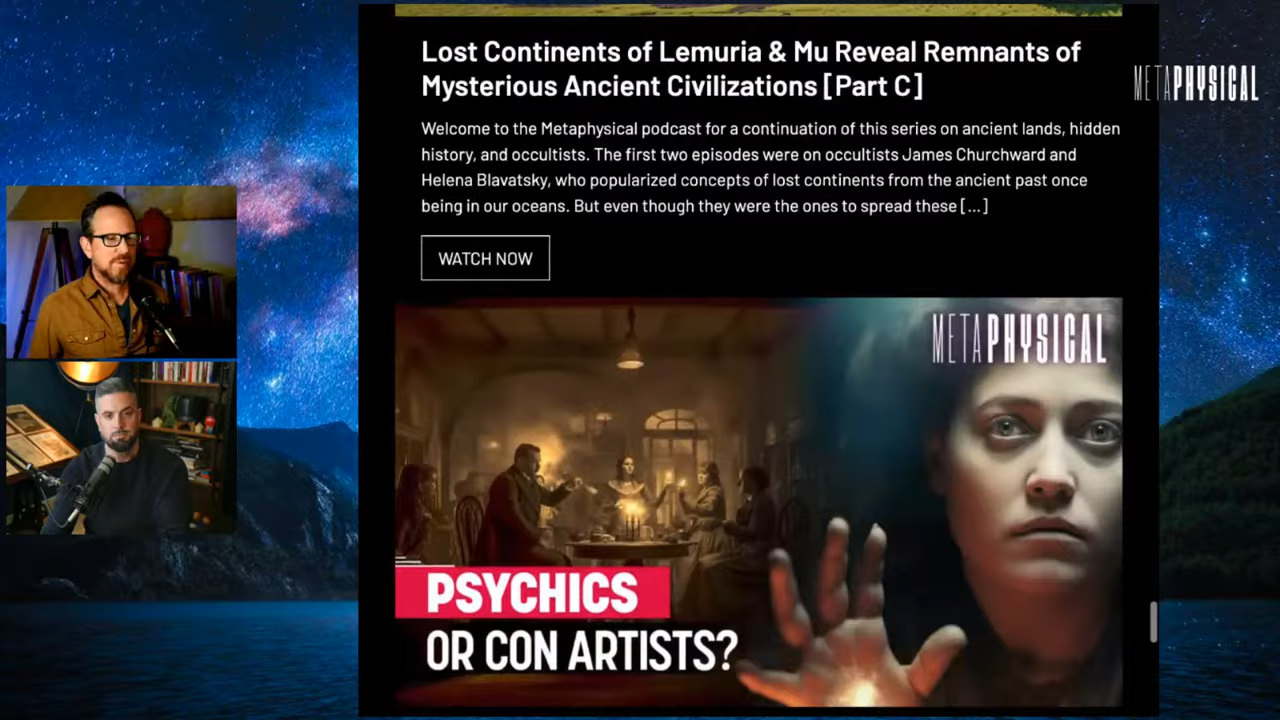 Lost Continents of Lemuria & Mu Reveal Remnants of
Mysterious Ancient Civilizations [Part C]
METAPHYSICAL
Welcome to the Metaphysical podcast for a continuation of this series on ancient lands, hidden
history, and occultists. The first two episodes were on occultists James Churchward and
Helena Blavatsky, who popularized concepts of lost continents from the ancient past once
being in our oceans. But even though they were the ones to spread these [...]
WATCH NOW
METAPHYSICAL
PSYCHICS
OR CON ARTISTS?